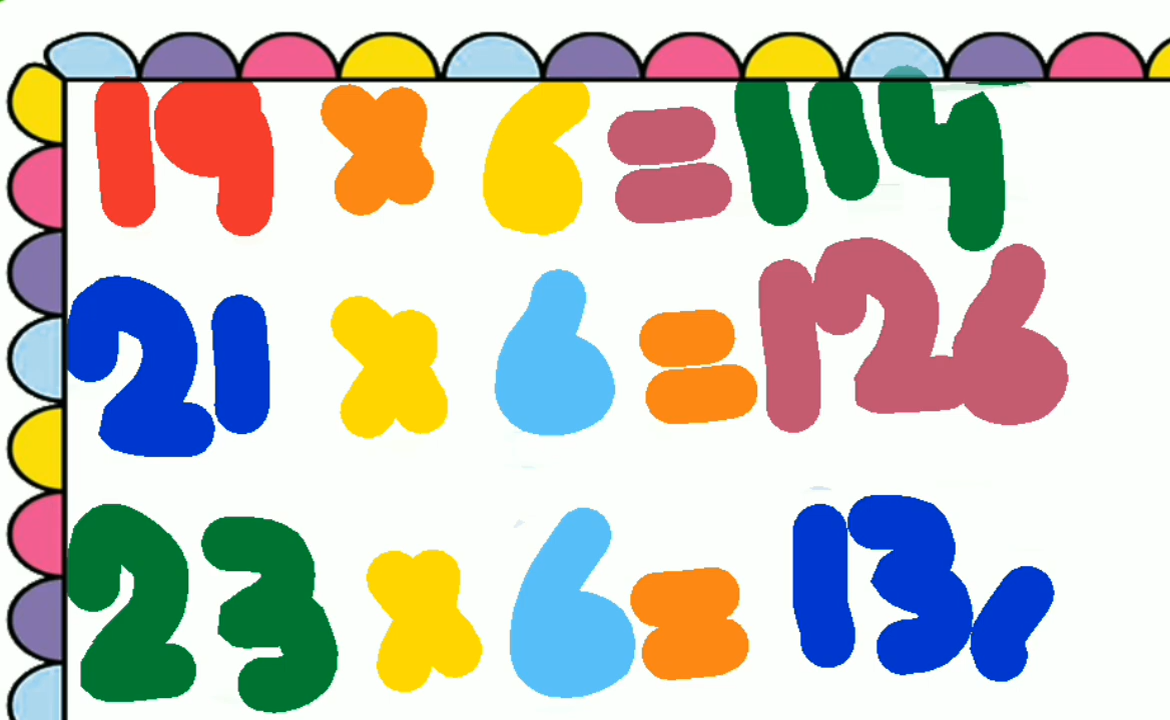 19 x 6 = 114
21 x 6 = 126
23 x 6 = 13